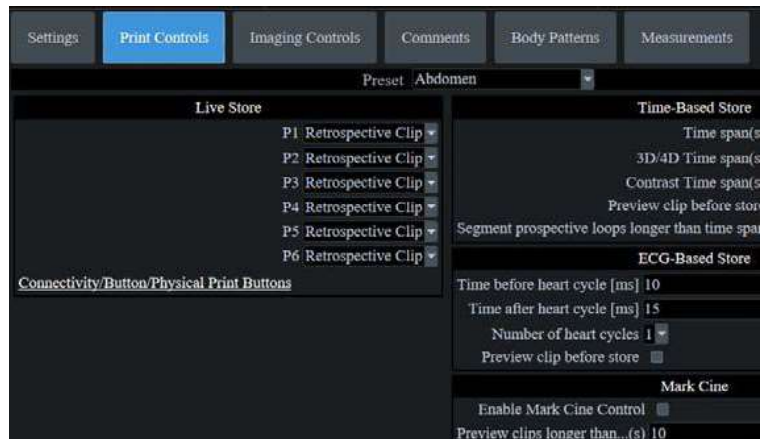 Settings Print Controls Imaging Controls Comments Body Patterns Measurements
Preset Abdomen
Live Store
P1 Retrospective Clip
P2 Retrospective Clip
P3 Retrospective Clip
P4 Retrospective Clip
P5 Retrospective Clip
P6 Retrospective Clip
Connectivity/Button/Physical Print Buttons
Time-Based Store
Time span(s
3D/4D Time span(s
Contrast Time span(s
Preview clip before stor
Segment prospective loops longer than time spa
ECG-Based Store
Time before heart cycle [ms] 10
Time after heart cycle [ms] 15
Number of heart cycles 1
Preview clip before store
Mark Cine
Enable Mark Cine Control
Preview clips longer than...(s) 10